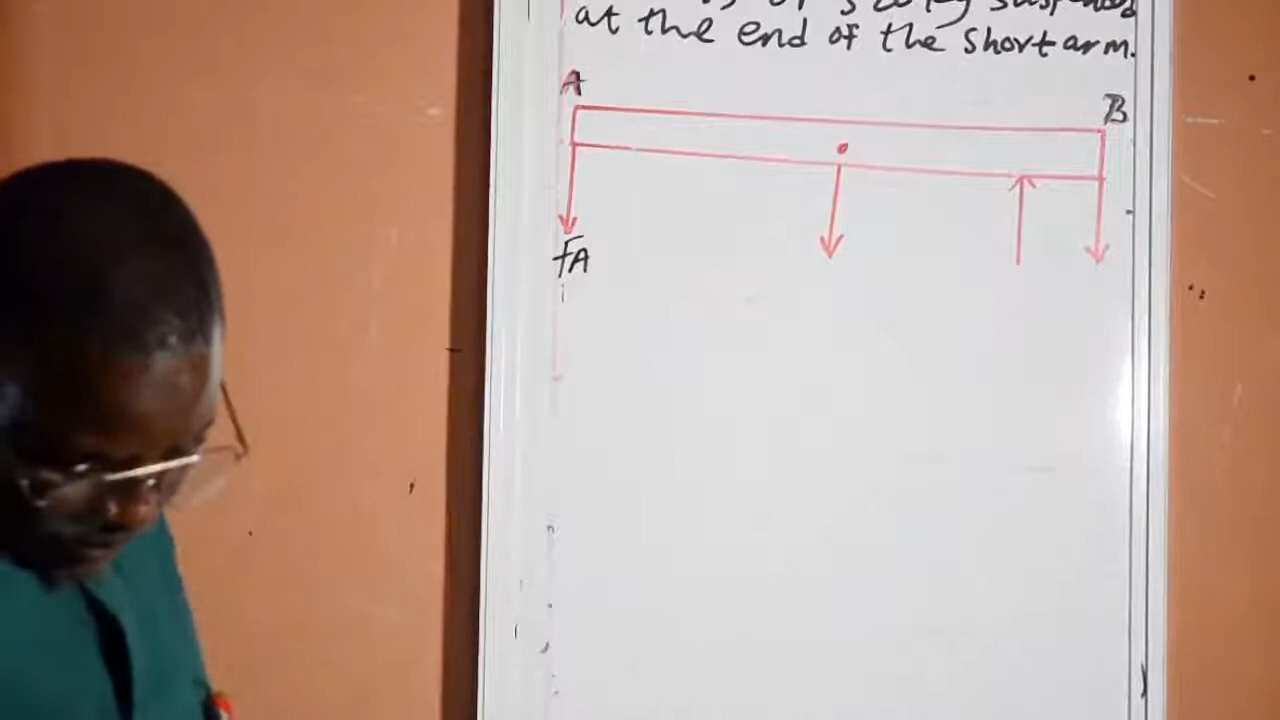 at the end of the short arm.
A
B
FA